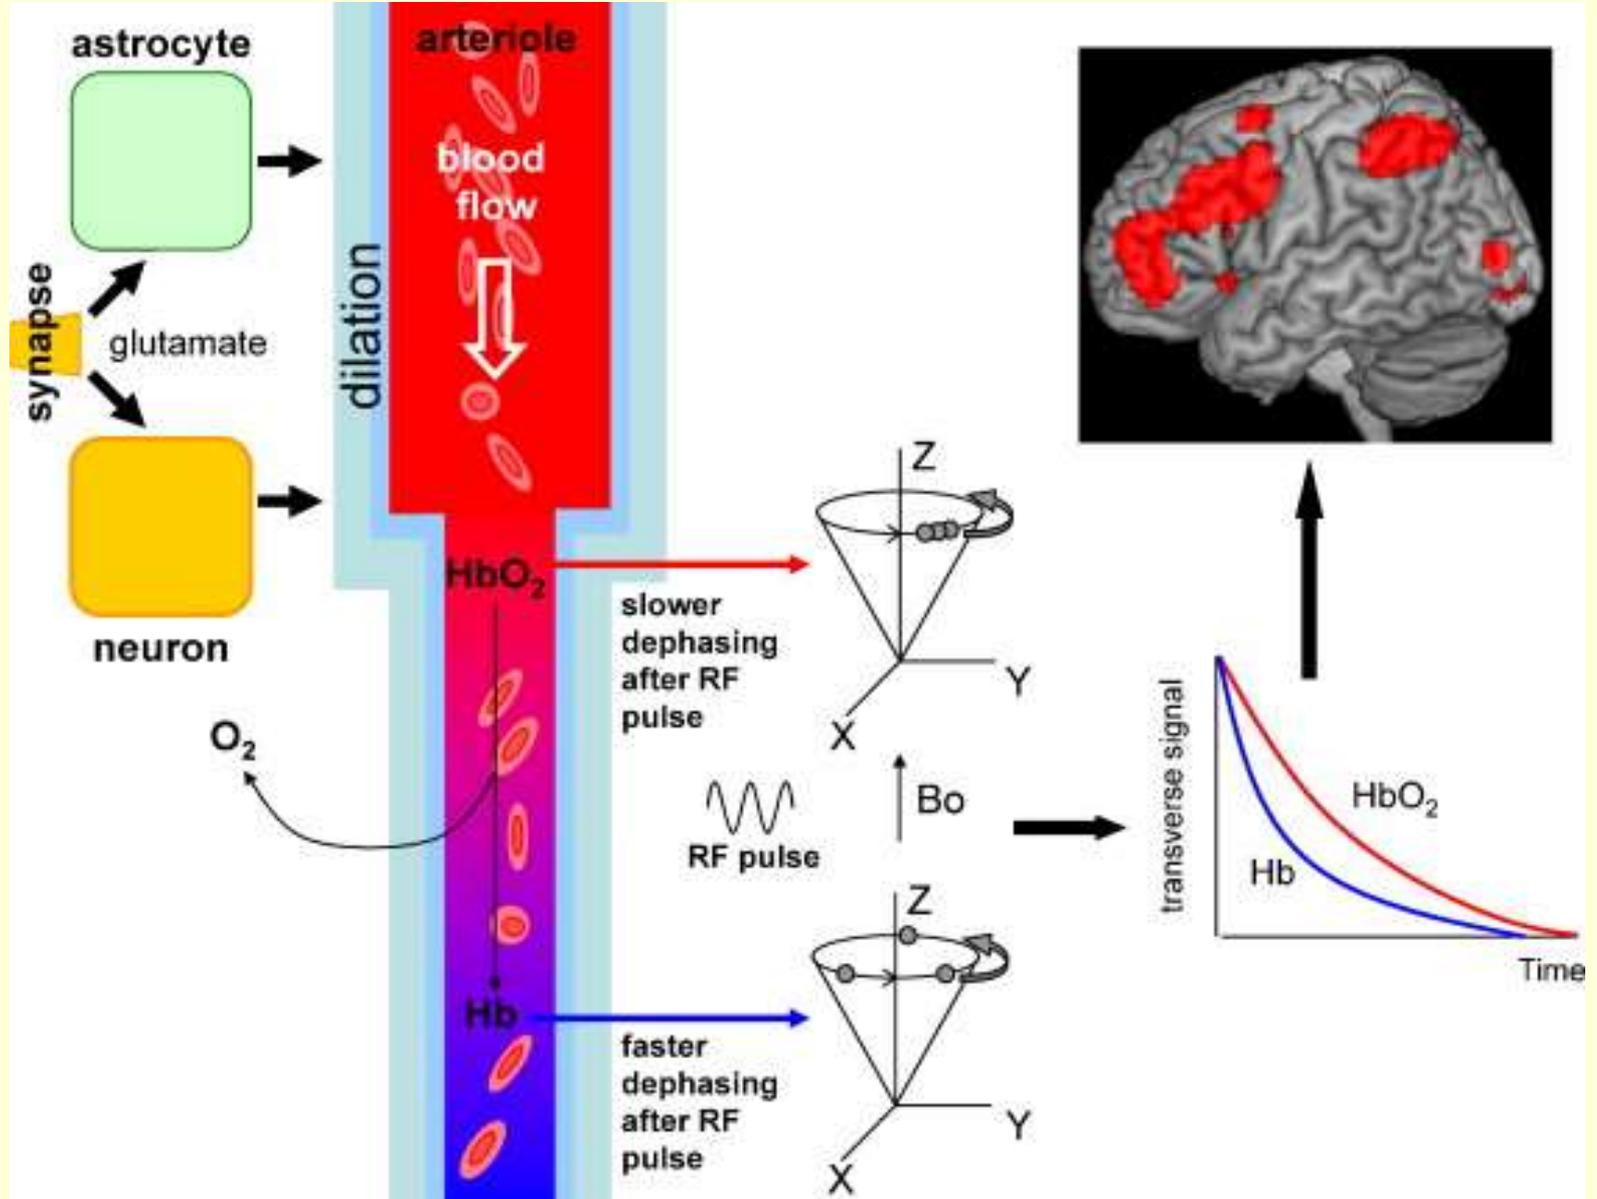 astrocyte
arteriole
blood
flow
synapse
glutamate
dilation
neuron
HbO2
O2
slower
dephasing
after RF
pulse
Z
Y
X
RF pulse
Bo
Hb
faster
dephasing
after RF
pulse
Z
Y
X
transverse signal
HbO2
Hb
Time